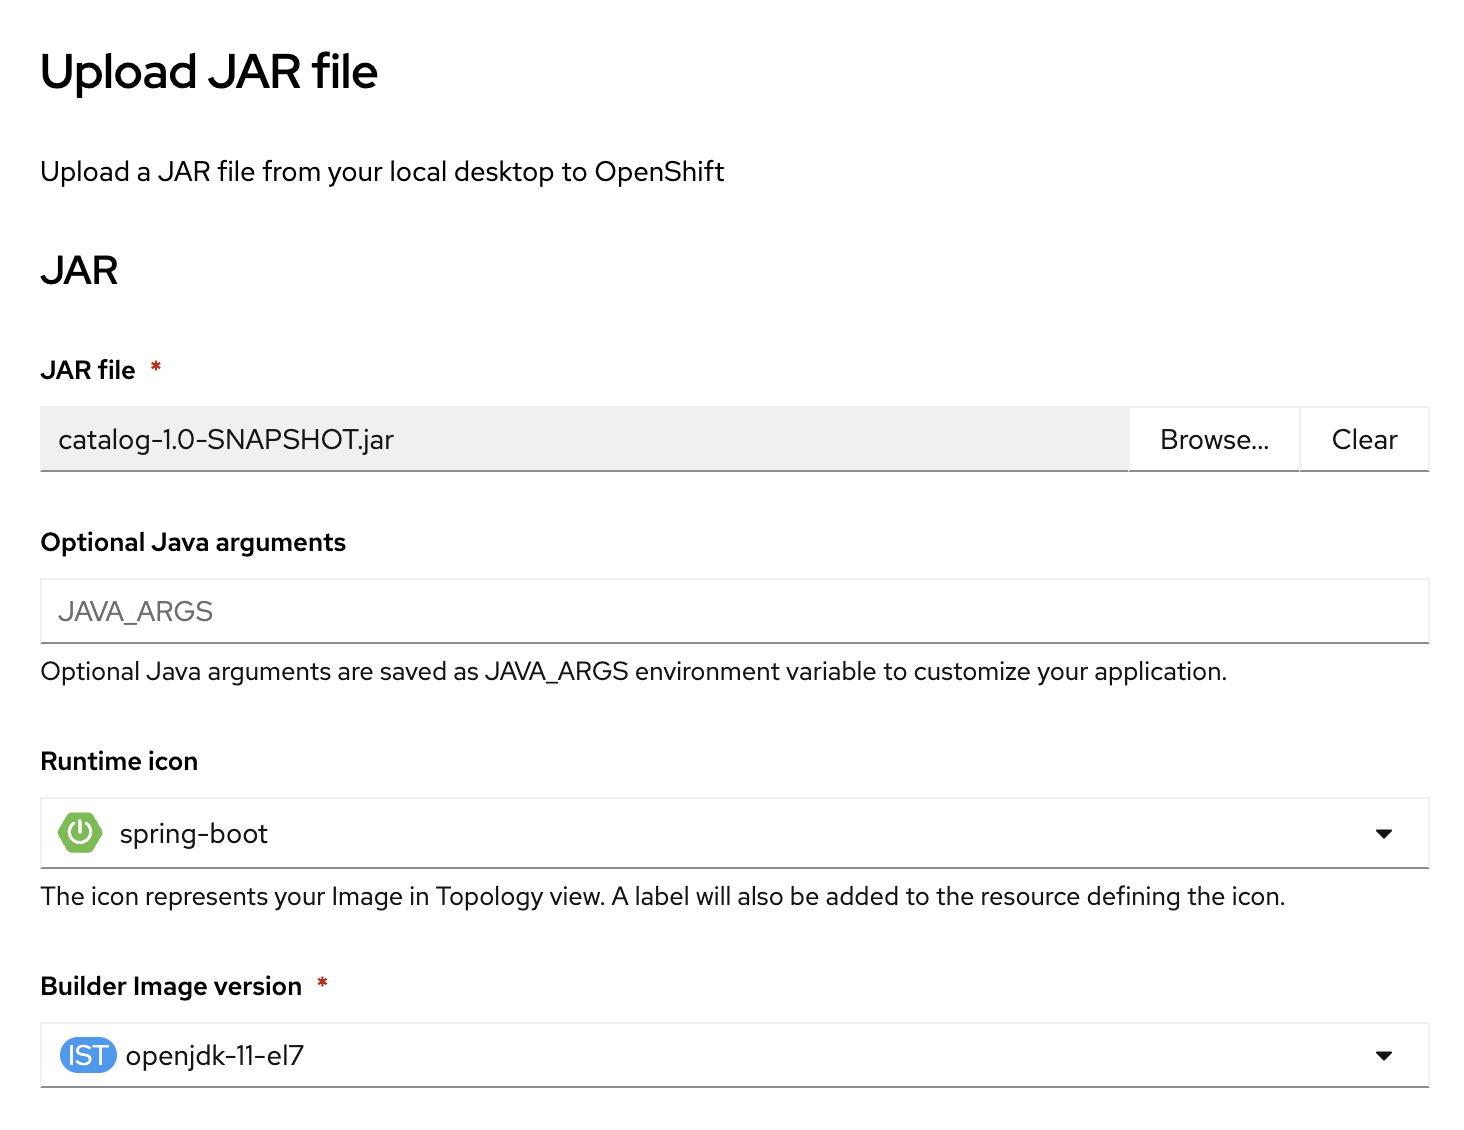 Upload JAR file
Upload a JAR file from your local desktop to OpenShift
JAR
JAR file *
catalog-1.0-SNAPSHOT.jar Browse... Clear
Optional Java arguments
JAVA_ARGS
Optional Java arguments are saved as JAVA_ARGS environment variable to customize your application.
Runtime icon
spring-boot
The icon represents your Image in Topology view. A label will also be added to the resource defining the icon.
Builder Image version *
IST openjdk-11-el7